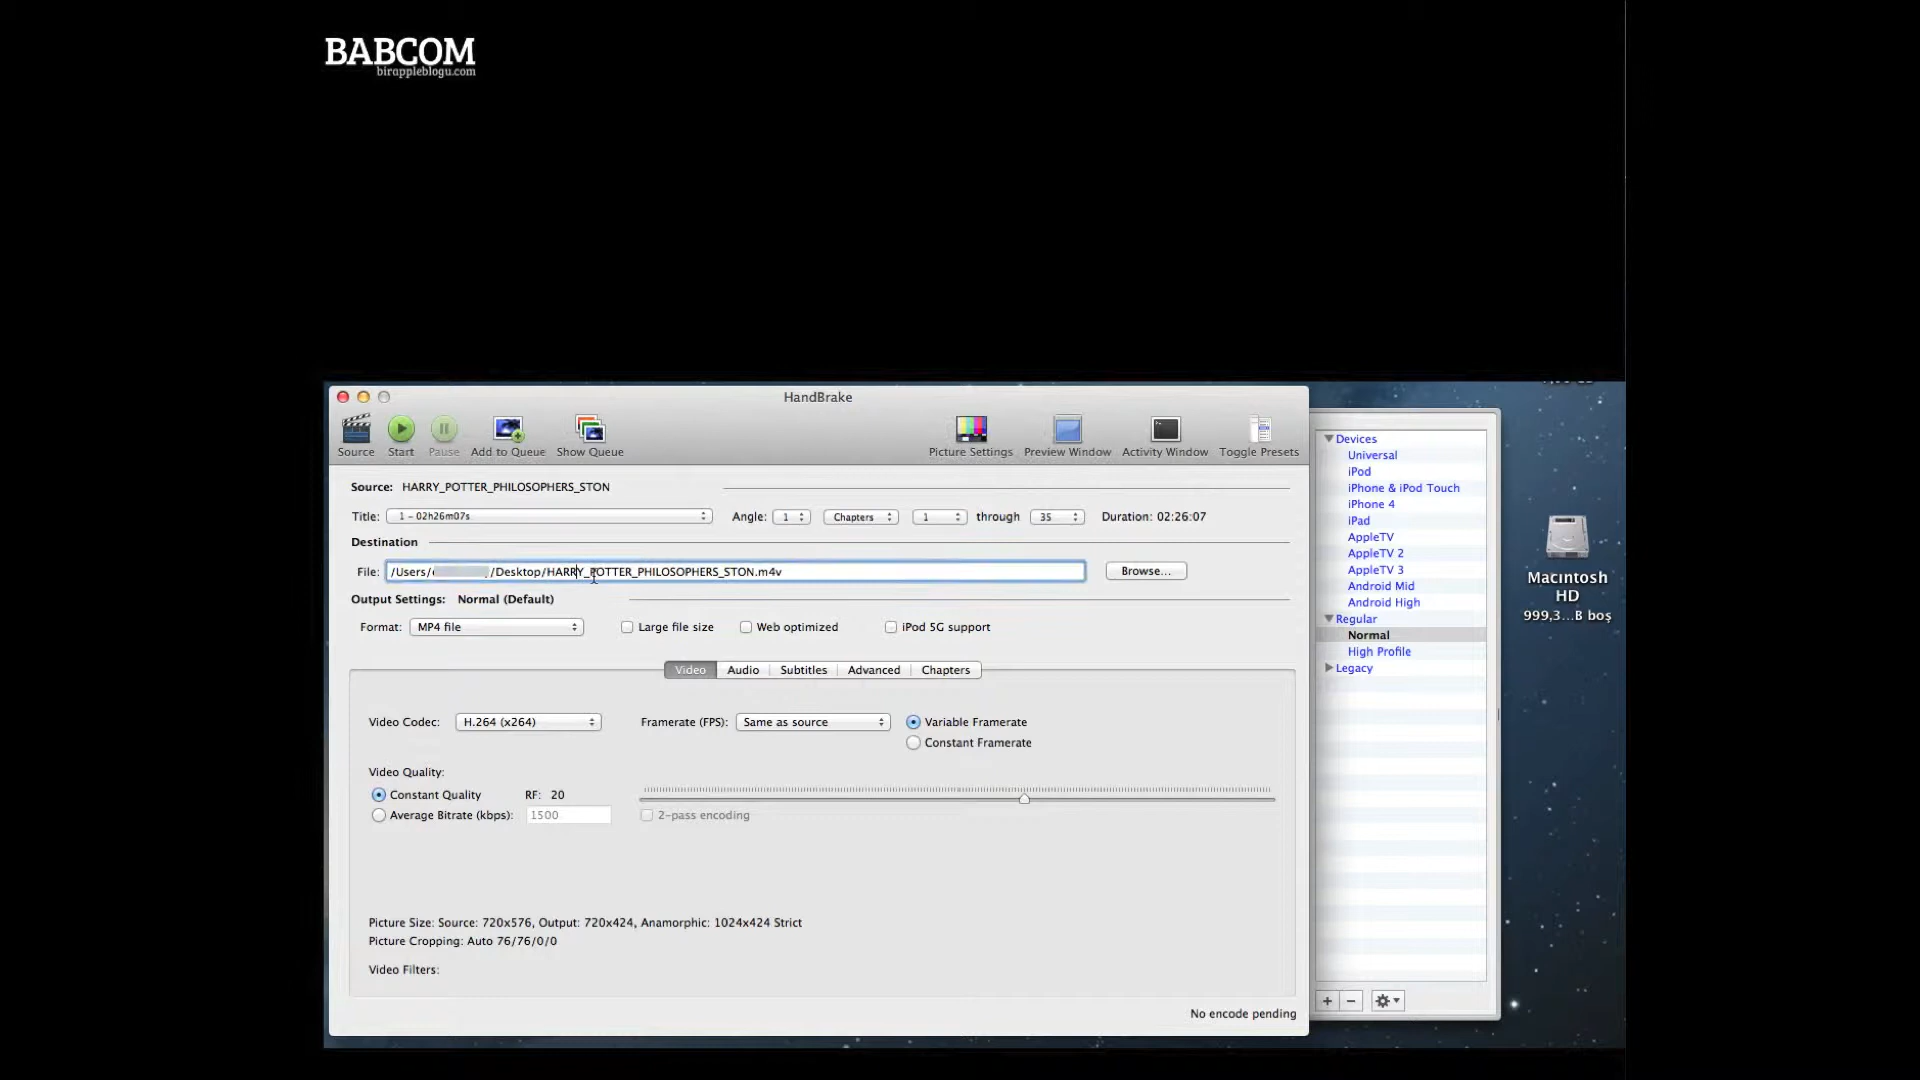 BABCOM
birappleblogu.com
HandBrake
Source Start Pause Add to Queue Show Queue Picture Settings Preview Window Activity Window Toggle Presets
Source: HARRY_POTTER_PHILOSOPHERS_STON
Title: 1 - 02h26m07s Angle: 1 Chapters 1 through 35 Duration: 02:26:07
Destination
File: /Users/ /Desktop/HARRY_POTTER_PHILOSOPHERS_STON.m4v Browse...
Output Settings: Normal (Default)
Format: MP4 file Large file size Web optimized iPod 5G support
Video Audio Subtitles Advanced Chapters
Video Codec: H.264 (x264) Framerate (FPS): Same as source Variable Framerate
Constant Framerate
Video Quality:
Constant Quality RF: 20
Average Bitrate (kbps): 1500 2-pass encoding
Picture Size: Source: 720x576, Output: 720x424, Anamorphic: 1024x424 Strict
Picture Cropping: Auto 76/76/0/0
Video Filters:
No encode pending
Devices
Universal
iPod
iPhone & iPod Touch
iPhone 4
iPad
AppleTV
AppleTV 2
AppleTV 3
Android Mid
Android High
Regular
Normal
High Profile
Legacy
Macintosh
HD
999,3...B boş